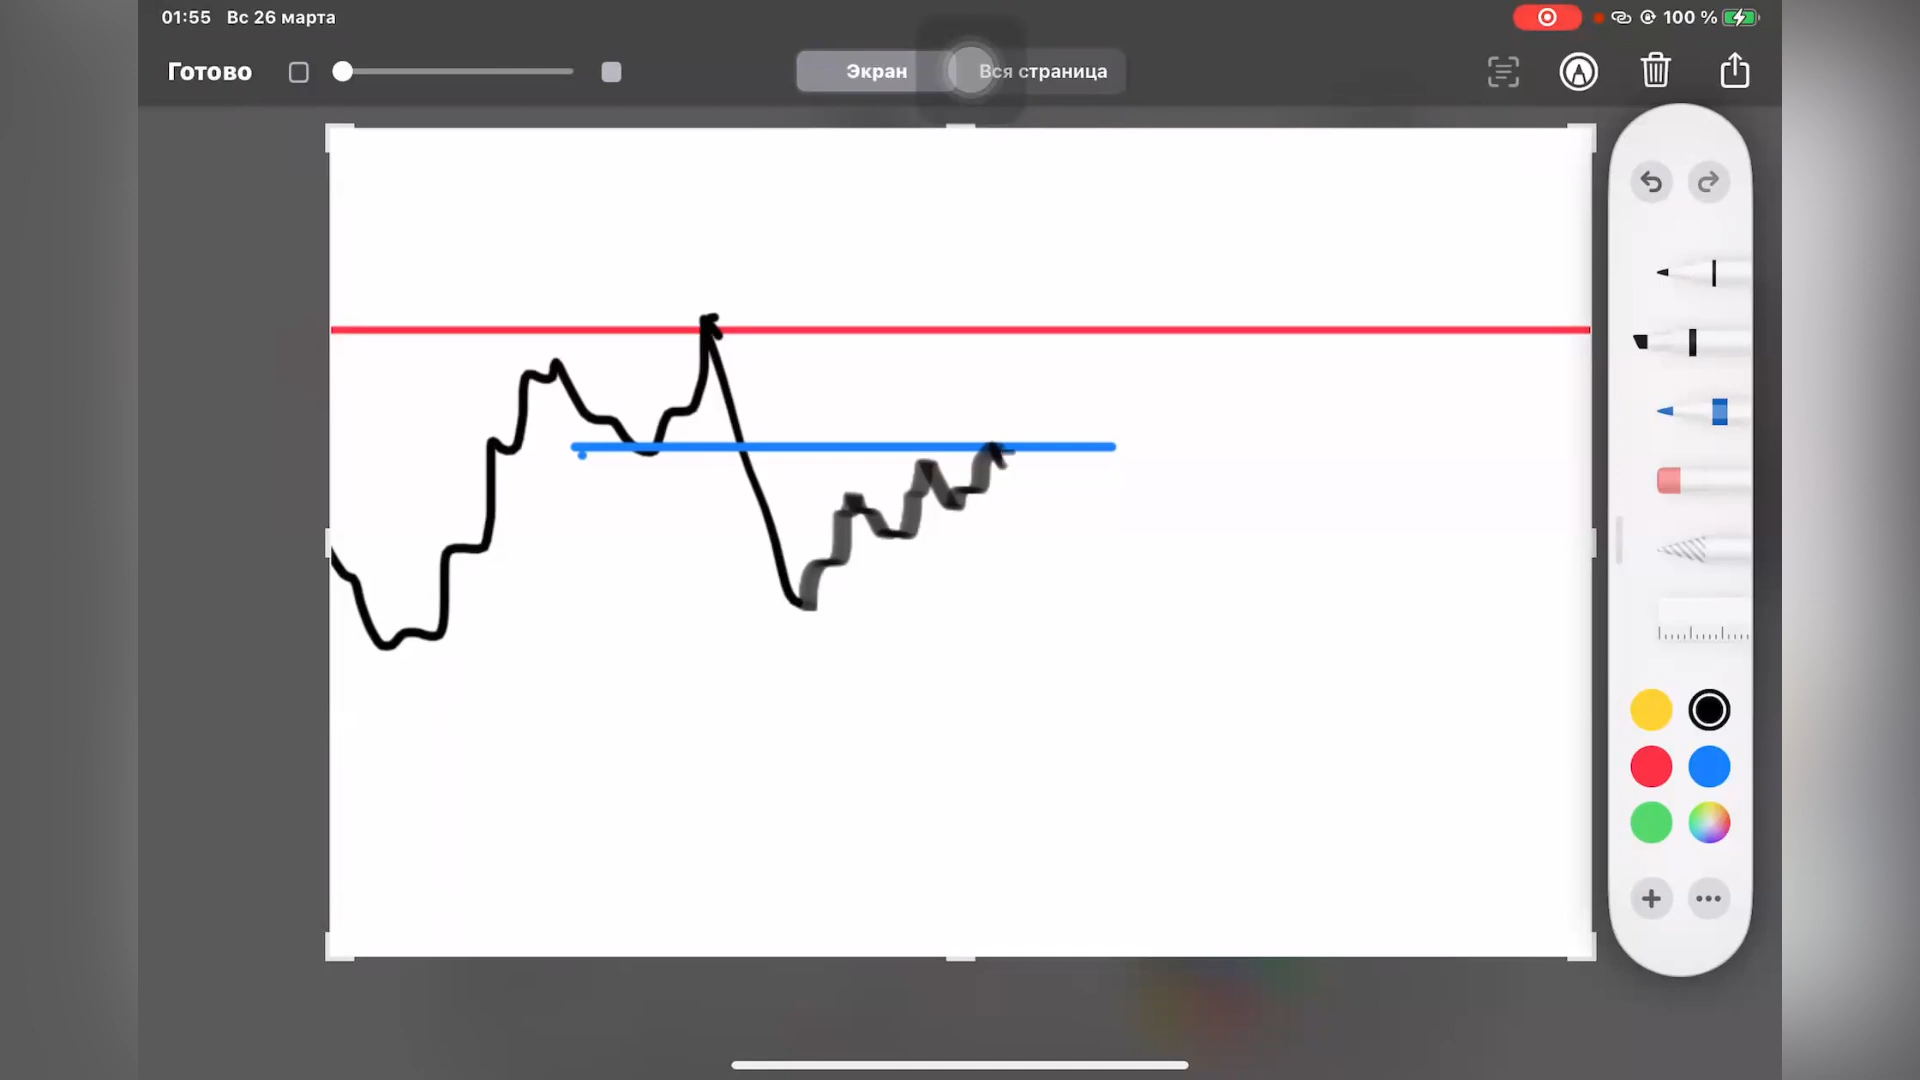 01:55 Вс 26 марта
100 %
Готово
Экран
Вся страница